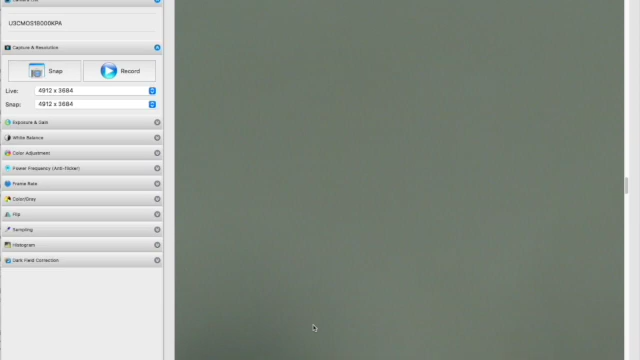 U3CMOS18000KPA
Capture & Resolution
Snap
Record
Live:
4912 x 3684
Snap:
4912 x 3684
Exposure & Gain
White Balance
Color Adjustment
Power Frequency (Anti-flicker)
Frame Rate
Color/Gray
Flip
Sampling
Histogram
Dark Field Correction